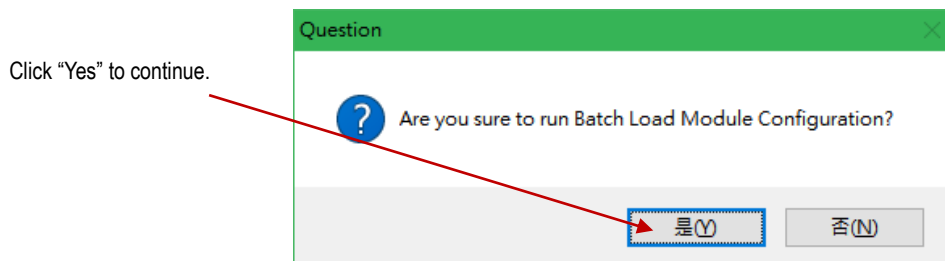 Question
Click “Yes” to continue.
Are you sure to run Batch Load Module Configuration?
是(Y)
否(N)